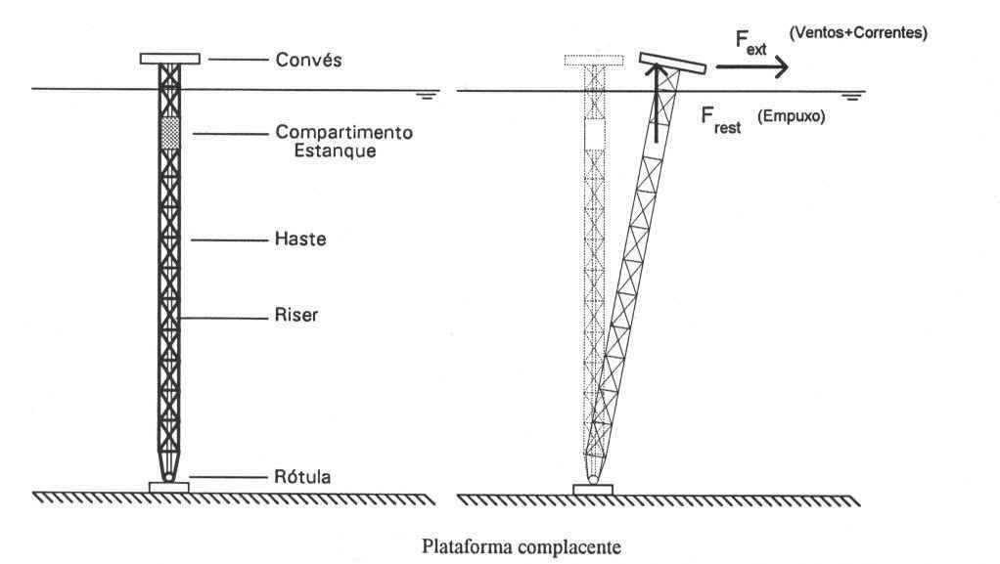 Convés
Compartimento
Estanque
Haste
Riser
Rótula
F ext (Ventos+Correntes)
F rest (Empuxo)
Plataforma complacente